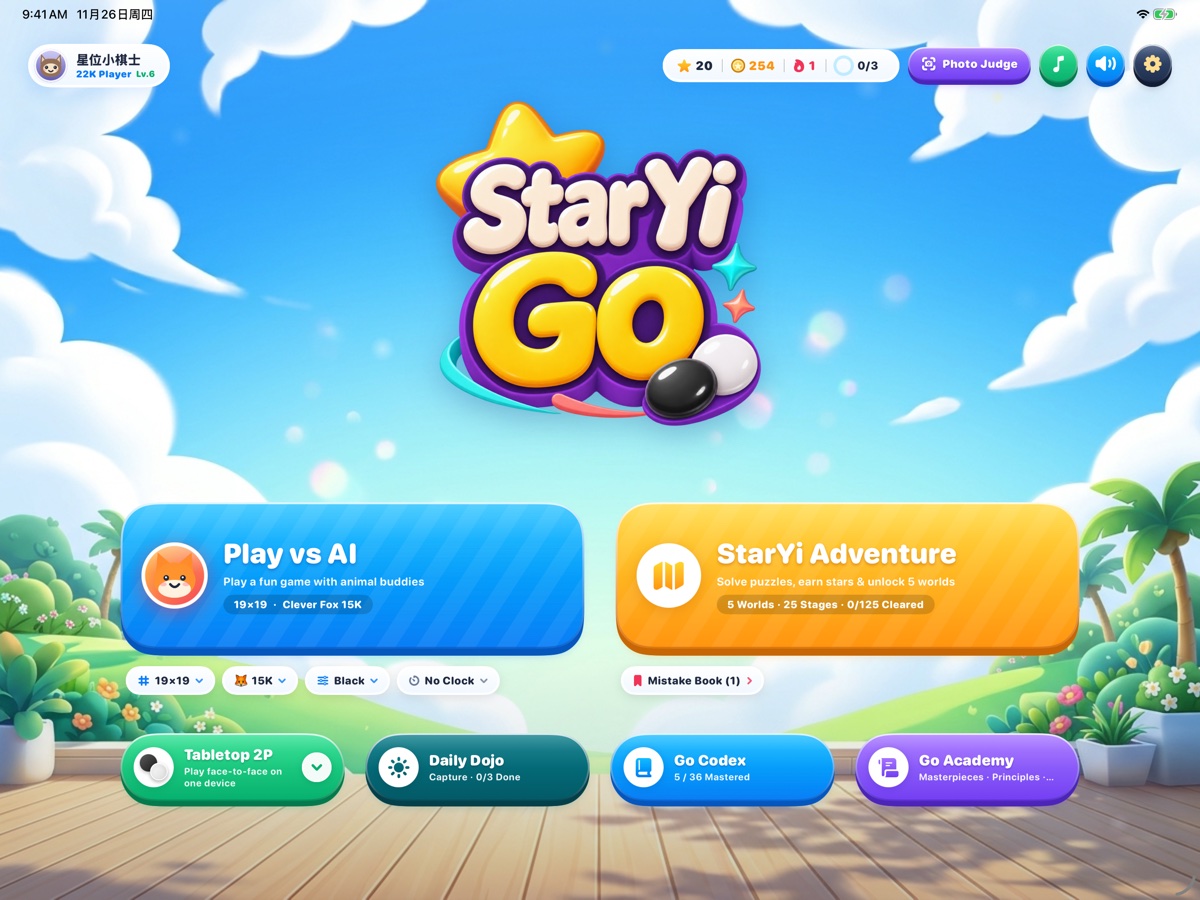 9:41 AM 11月26日周四
星位小棋士
22K Player Lv.6
20
254
1
0/3
Photo Judge
StarYi
GO
Play vs AI
Play a fun game with animal buddies
19×19 · Clever Fox 15K
StarYi Adventure
Solve puzzles, earn stars & unlock 5 worlds
5 Worlds · 25 Stages · 0/125 Cleared
19×19
15K
Black
No Clock
Mistake Book (1)
Tabletop 2P
Play face-to-face on
one device
Daily Dojo
Capture · 0/3 Done
Go Codex
5 / 36 Mastered
Go Academy
Masterpieces · Principles ·...